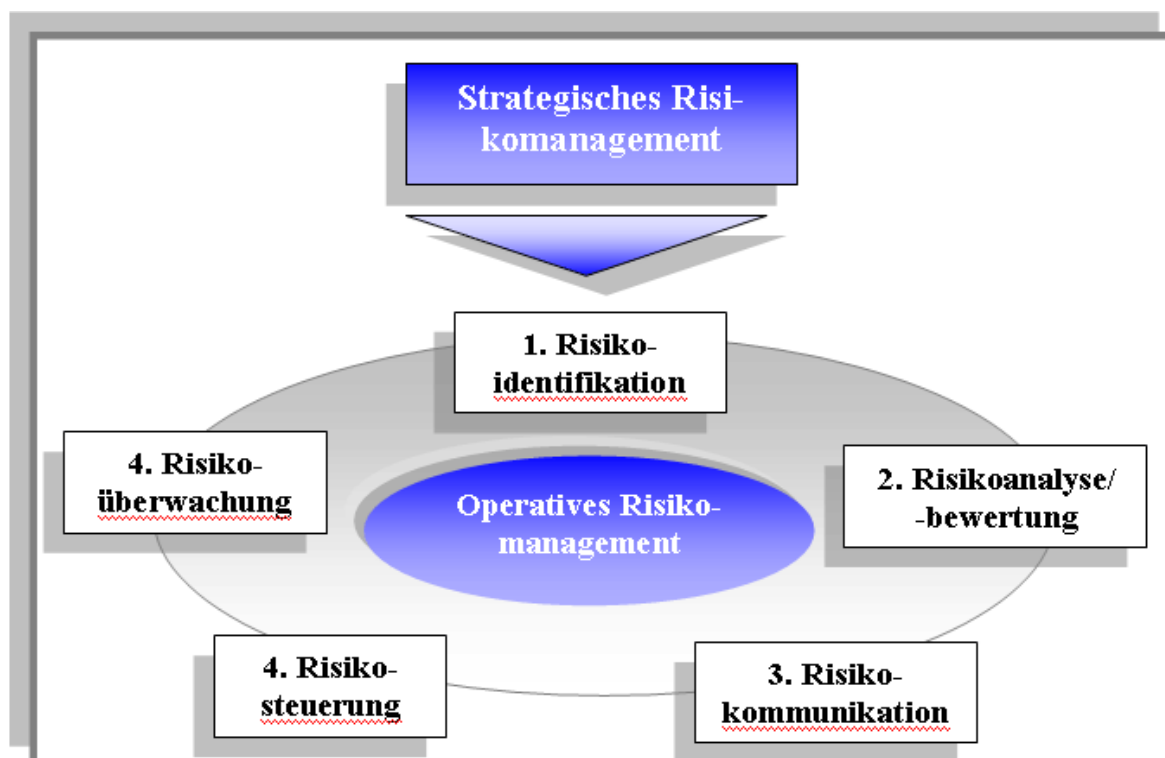 Strategisches Risi-
komanagement
1. Risiko-
identifikation
4. Risiko-
überwachung
2. Risikoanalyse/
-bewertung
Operatives Risiko-
management
4. Risiko-
steuerung
3. Risiko-
kommunikation